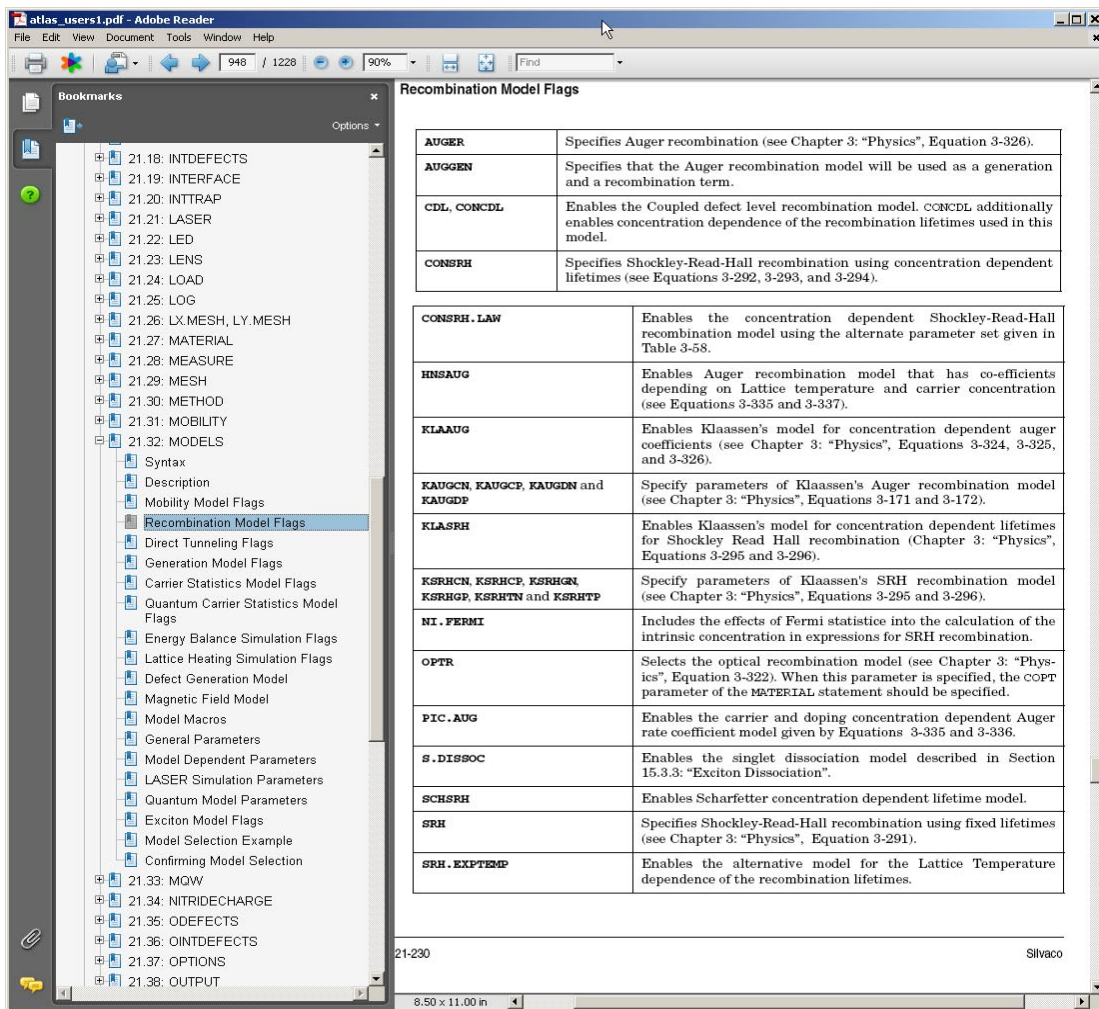 atlas_users1.pdf - Adobe Reader
File Edit View Document Tools Window Help
948 / 1228 90% Find
Bookmarks
Options
21.18: INTDEFECTS
21.19: INTERFACE
21.20: INTTRAP
21.21: LASER
21.22: LED
21.23: LENS
21.24: LOAD
21.25: LOG
21.26: LX.MESH, LY.MESH
21.27: MATERIAL
21.28: MEASURE
21.29: MESH
21.30: METHOD
21.31: MOBILITY
21.32: MODELS
Syntax
Description
Mobility Model Flags
Recombination Model Flags
Direct Tunneling Flags
Generation Model Flags
Carrier Statistics Model Flags
Quantum Carrier Statistics Model
Flags
Energy Balance Simulation Flags
Lattice Heating Simulation Flags
Defect Generation Model
Magnetic Field Model
Model Macros
General Parameters
Model Dependent Parameters
LASER Simulation Parameters
Quantum Model Parameters
Exciton Model Flags
Model Selection Example
Confirming Model Selection
21.33: MQW
21.34: NITRIDECHARGE
21.35: ODEFECTS
21.36: OINTDEFECTS
21.37: OPTIONS
21.38: OUTPUT
Recombination Model Flags
AUGER Specifies Auger recombination (see Chapter 3: “Physics”, Equation 3-326).
AUGGEN Specifies that the Auger recombination model will be used as a generation
and a recombination term.
CDL, CONCDL Enables the Coupled defect level recombination model. CONCDL additionally
enables concentration dependence of the recombination lifetimes used in this
model.
CONSRH Specifies Shockley-Read-Hall recombination using concentration dependent
lifetimes (see Equations 3-292, 3-293, and 3-294).
CONSRH.LAW Enables the concentration dependent Shockley-Read-Hall
recombination model using the alternate parameter set given in
Table 3-58.
HNSAUG Enables Auger recombination model that has co-efficients
depending on Lattice temperature and carrier concentration
(see Equations 3-335 and 3-337).
KLAAUG Enables Klaassen's model for concentration dependent auger
coefficients (see Chapter 3: “Physics”, Equations 3-324, 3-325,
and 3-326).
KAUGCN, KAUGCP, KAUGDN and Specify parameters of Klaassen's Auger recombination model
KAUGDP (see Chapter 3: “Physics”, Equations 3-171 and 3-172).
KLASRH Enables Klaassen's model for concentration dependent lifetimes
for Shockley Read Hall recombination (Chapter 3: “Physics”,
Equations 3-295 and 3-296).
KSRHCN, KSRHCP, KSRHGN, Specify parameters of Klaassen's SRH recombination model
KSRHGP, KSRHTN and KSRHTP (see Chapter 3: “Physics”, Equations 3-295 and 3-296).
NI.FERMI Includes the effects of Fermi statistice into the calculation of the
intrinsic concentration in expressions for SRH recombination.
OPTR Selects the optical recombination model (see Chapter 3: “Phys-
ics”, Equation 3-322). When this parameter is specified, the COPT
parameter of the MATERIAL statement should be specified.
PIC.AUG Enables the carrier and doping concentration dependent Auger
rate coefficient model given by Equations 3-335 and 3-336.
S.DISSOC Enables the singlet dissociation model described in Section
15.3.3: “Exciton Dissociation”.
SCHSRH Enables Scharfetter concentration dependent lifetime model.
SRH Specifies Shockley-Read-Hall recombination using fixed lifetimes
(see Chapter 3: “Physics”, Equation 3-291).
SRH.EXPTEMP Enables the alternative model for the Lattice Temperature
dependence of the recombination lifetimes.
21-230 Silvaco
8.50 x 11.00 in